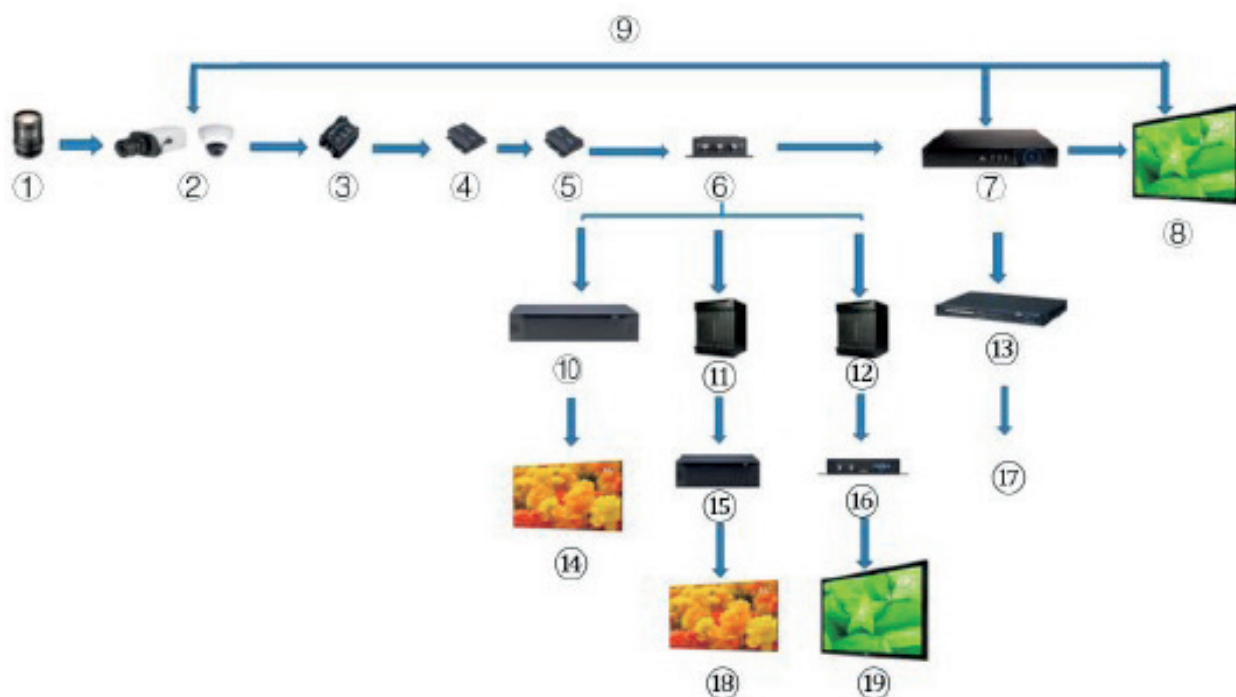 ⑨
① ② ③ ④ ⑤ ⑥ ⑦ ⑧
⑩ ⑪ ⑫ ⑬
⑭ ⑮ ⑯ ⑰
⑱ ⑲